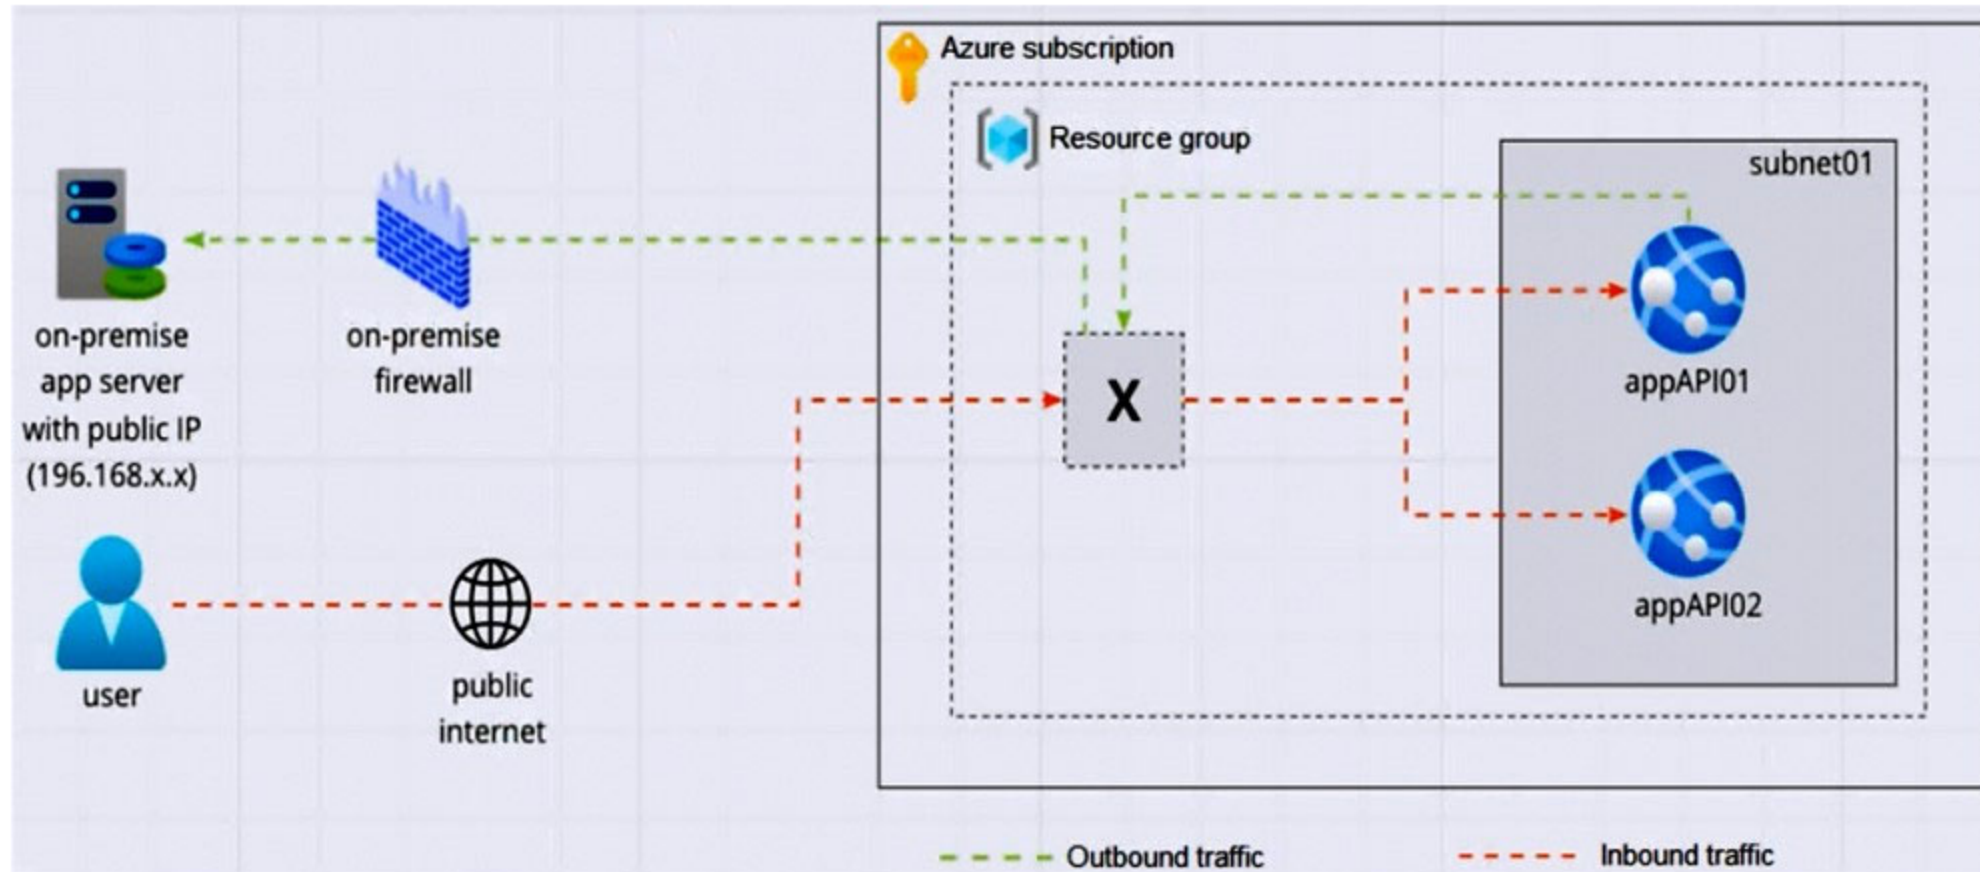 Azure subscription
Resource group
subnet01
on-premise
app server
with public IP
(196.168.x.x)
on-premise
firewall
X
appAPI01
appAPI02
user
public
internet
Outbound traffic
Inbound traffic